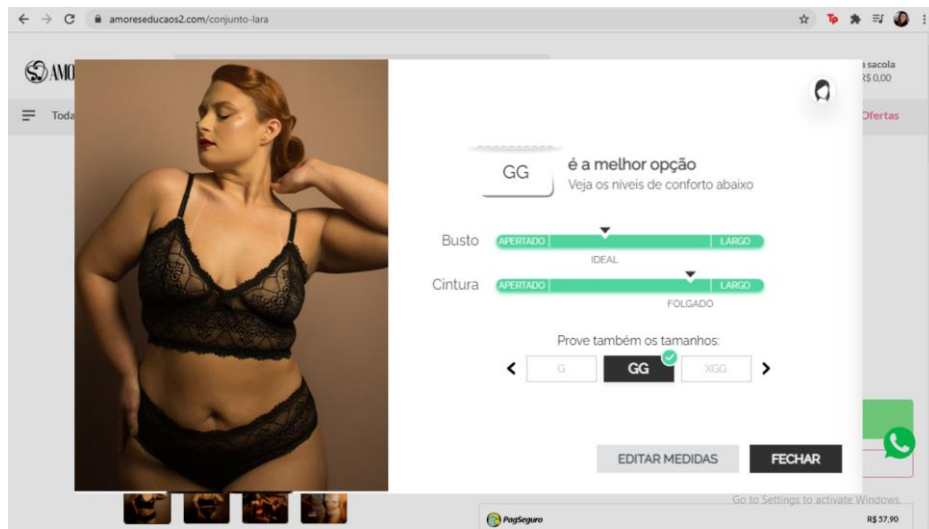 amoreseducaos2.com/conjunto-lara
AMO
a sacola
R$ 0,00
Toda
Ofertas
GG
é a melhor opção
Veja os níveis de conforto abaixo
Busto
APERTADO
LARGO
IDEAL
Cintura
APERTADO
LARGO
FOLGADO
Prove também os tamanhos:
G
GG
XGG
EDITAR MEDIDAS
FECHAR
Go to Settings to activate Windows.
PagSeguro
R$ 57,90